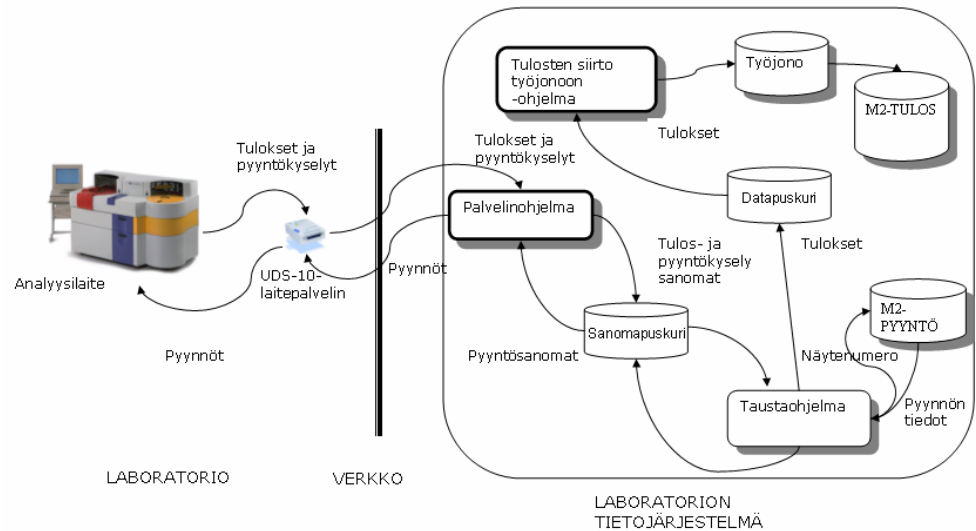 Tulosten siirto
työjonoon
-ohjelma
Työjono
M2-TULOS
Tulokset ja
pyyntökyselyt
Tulokset ja
pyyntökyselyt
Tulokset
Palvelinohjelma
Datapuskuri
Tulos- ja
pyyntökysely
sanomat
Tulokset
Analyysilaite
UDS-10-
laitepalvelin
Pyynnöt
M2-
PYYNTÖ
Sanomapuskuri
Pyynnöt
Pyyntösanomat
Näytenumero
Taustaohjelma
Pyynnön
tiedot
LABORATORIO
VERKKO
LABORATORION
TIETOJÄRJESTELMÄ